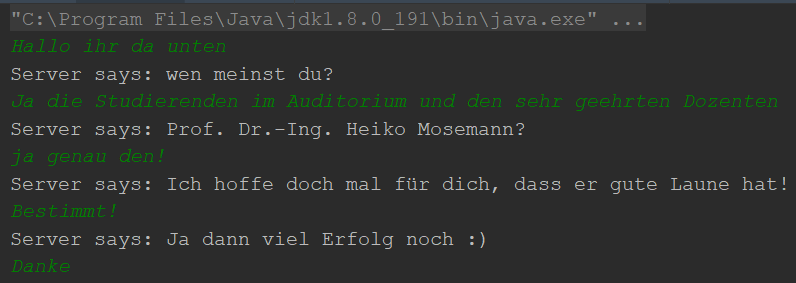 "C:\Program Files\Java\jdk1.8.0_191\bin\java.exe" ...
Hallo ihr da unten
Server says: wen meinst du?
Ja die Studierenden im Auditorium und den sehr geehrten Dozenten
Server says: Prof. Dr.-Ing. Heiko Mosemann?
ja genau den!
Server says: Ich hoffe doch mal für dich, dass er gute Laune hat!
Bestimmt!
Server says: Ja dann viel Erfolg noch :)
Danke